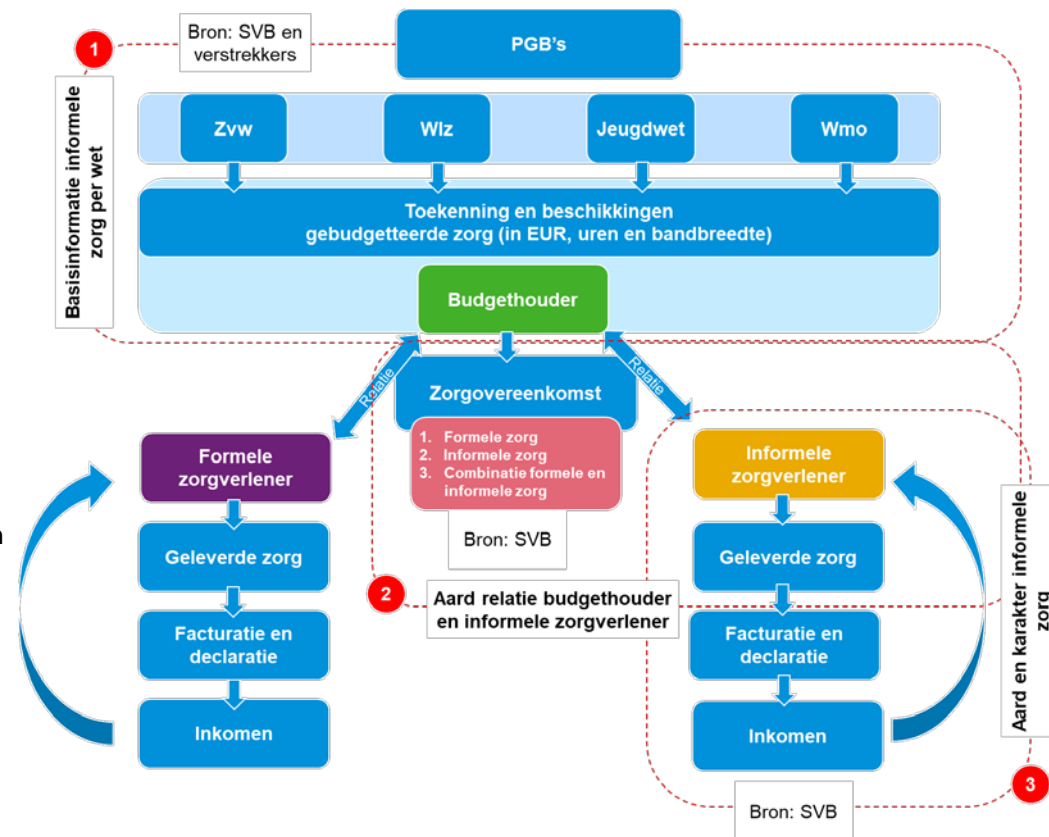 1
Bron: SVB en
verstrekkers
PGB's
Basisinformatie informele
zorg per wet
Zvw
Wlz
Jeugdwet
Wmo
Toekenning en beschikkingen
gebudgetteerde zorg (in EUR, uren en bandbreedte)
Budgethouder
Relatie
Relatie
Zorgovereenkomst
1. Formele zorg
2. Informele zorg
3. Combinatie formele en
informele zorg
Bron: SVB
Formele
zorgverlener
Geleverde zorg
Facturatie en
declaratie
Inkomen
2
Aard relatie budgethouder
en informele zorgverlener
Informele
zorgverlener
Geleverde zorg
Facturatie en
declaratie
Inkomen
Bron: SVB
Aard en karakter informele
zorg
3